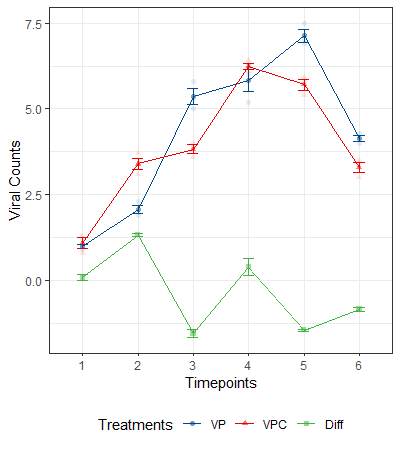 7.5
5.0
2.5
0.0
Viral Counts
1 2 3 4 5 6
Timepoints
Treatments VP VPC Diff